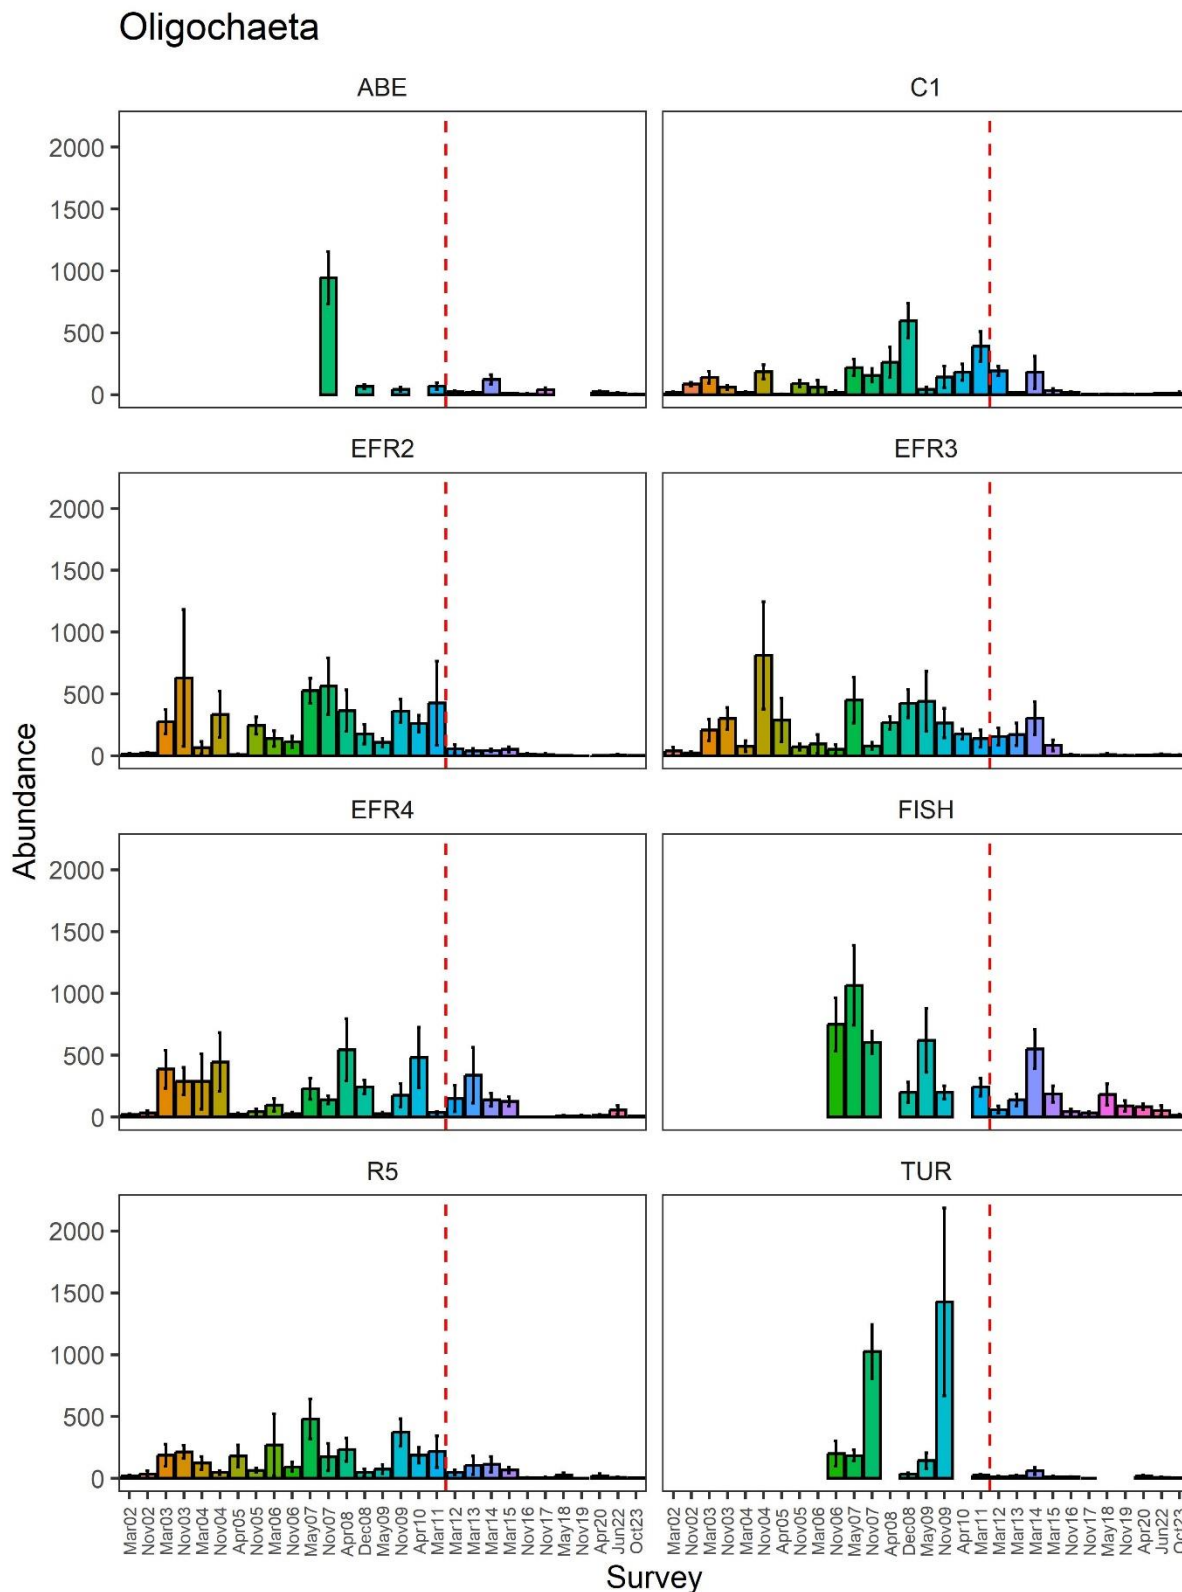 Oligochaeta
ABE
C1
2000
1500
1000
500
0
EFR2
EFR3
2000
1500
1000
500
0
EFR4
FISH
2000
1500
1000
500
0
R5
TUR
2000
1500
1000
500
0
Abundance
Mar02 Nov02 Mar03 Nov03 Mar04 Nov04 Apr05 Nov05 Mar06 Nov06 May07 Nov07 Apr08 Dec08 May09 Nov09 Apr10 Mar11 Mar12 Mar13 Mar14 Mar15 Nov16 Nov17 May18 Nov19 Apr20 Jun22 Oct23
Mar02 Nov02 Mar03 Nov03 Mar04 Nov04 Apr05 Nov05 Mar06 Nov06 May07 Nov07 Apr08 Dec08 May09 Nov09 Apr10 Mar11 Mar12 Mar13 Mar14 Mar15 Nov16 Nov17 May18 Nov19 Apr20 Jun22 Oct23
Survey